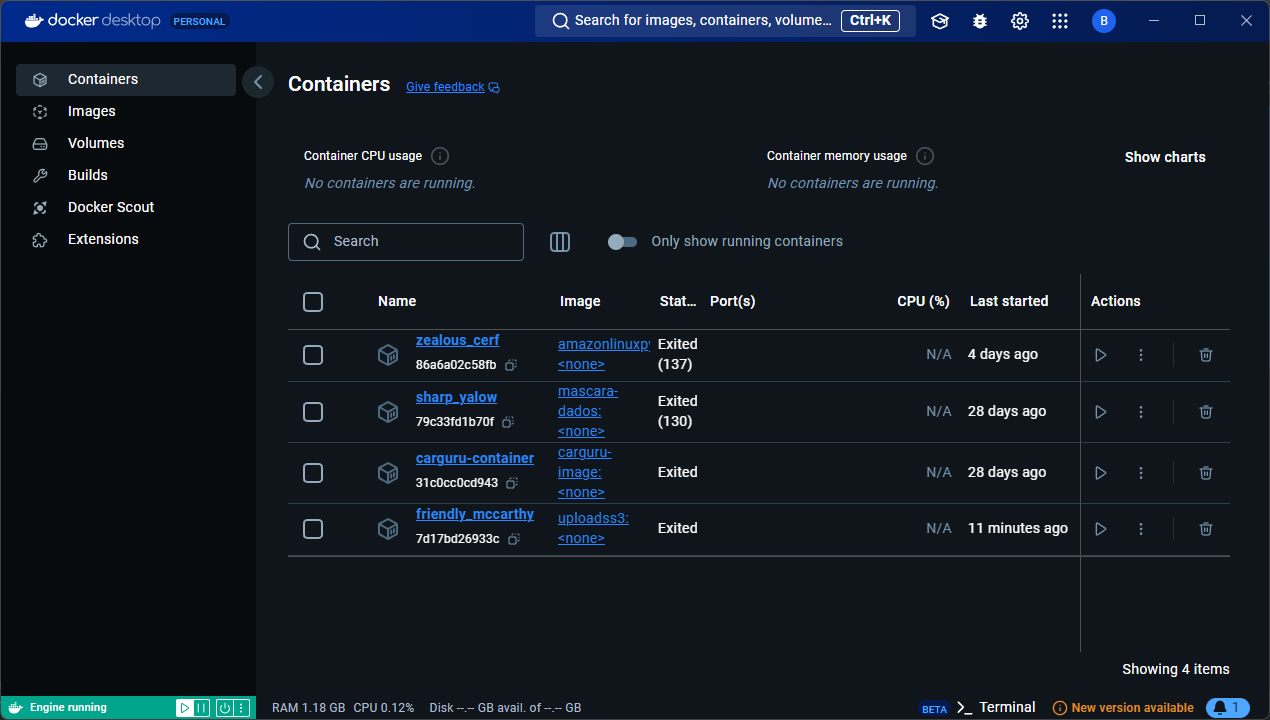 docker desktop PERSONAL
Search for images, containers, volume... Ctrl+K
B
Containers
Images
Volumes
Builds
Docker Scout
Extensions
Containers Give feedback
Container CPU usage
No containers are running.
Container memory usage
No containers are running.
Show charts
Search
Only show running containers
Name Image Stat... Port(s) CPU (%) Last started Actions
zealous_cerf
86a6a02c58fb
amazonlinuxpy
<none>
Exited
(137)
N/A 4 days ago
sharp_yalow
79c33fd1b70f
mascara-
dados:
<none>
Exited
(130)
N/A 28 days ago
carguru-container
31c0cc0cd943
carguru-
image:
<none>
Exited
N/A 28 days ago
friendly_mccarthy
7d17bd26933c
uploadss3:
<none>
Exited
N/A 11 minutes ago
Showing 4 items
Engine running
RAM 1.18 GB CPU 0.12% Disk --.-- GB avail. of --.-- GB
BETA >_ Terminal
New version available
1